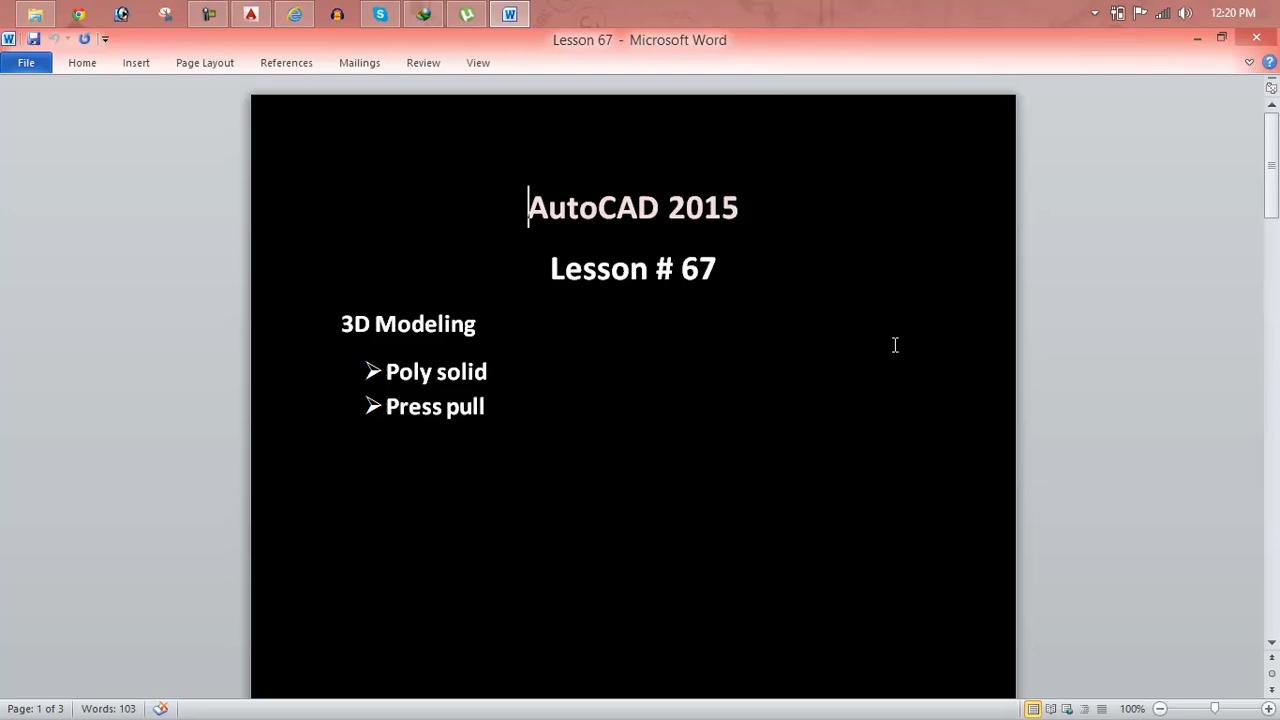 12:20 PM
Lesson 67 - Microsoft Word
File Home Insert Page Layout References Mailings Review View
AutoCAD 2015
Lesson # 67
3D Modeling
Poly solid
Press pull
Page: 1 of 3 Words: 103 100%